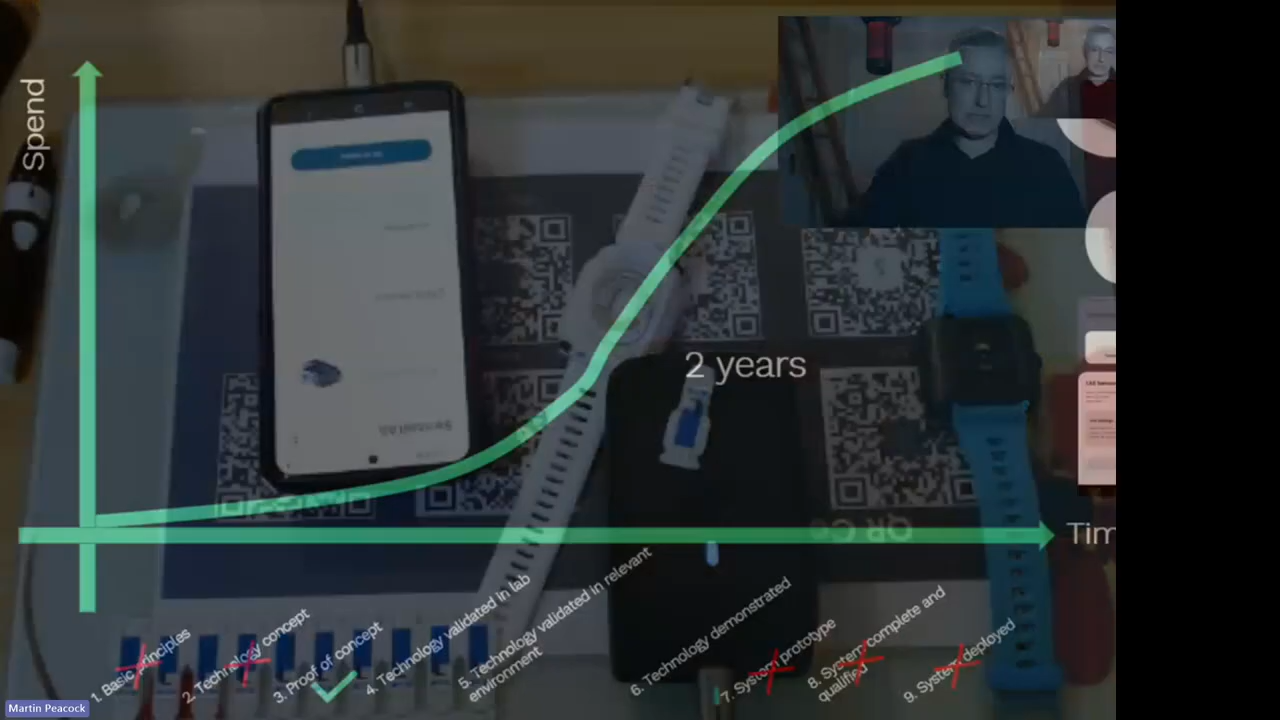 Spend
2 years
Tim
1. Basic principles
2. Technology concept
3. Proof of concept
4. Technology validated in lab
5. Technology validated in relevant
environment
6. Technology demonstrated
7. System prototype
8. System complete and
qualified
9. System deployed
QR C
Martin Peacock